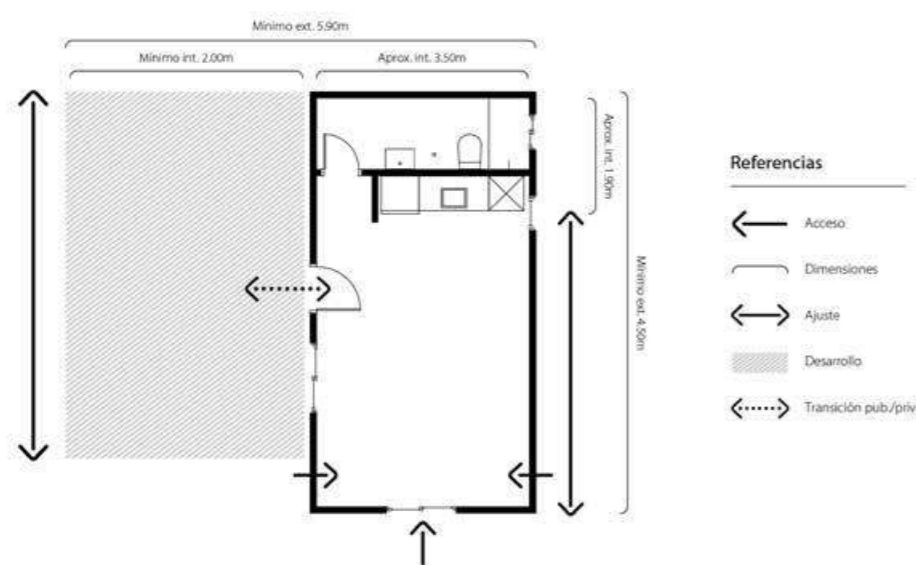 Mínimo ext. 5.90m
Mínimo int. 2.00m
Aprox. int. 3.50m
Aprox. int. 1.90m
Mínimo ext. 4.50m
Referencias
Acceso
Dimensiones
Ajuste
Desarrollo
Transición pub./priv